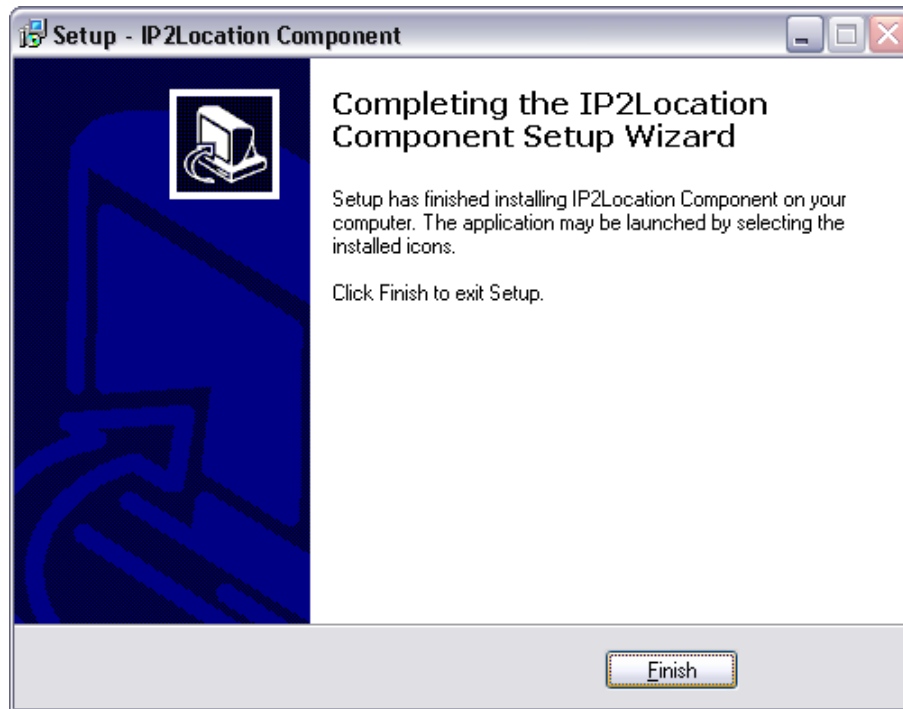 Setup - IP2Location Component
Completing the IP2Location
Component Setup Wizard
Setup has finished installing IP2Location Component on your
computer. The application may be launched by selecting the
installed icons.
Click Finish to exit Setup.
Finish